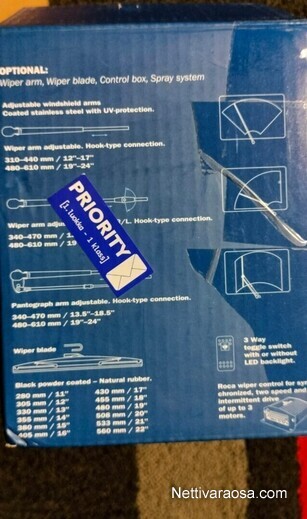 OPTIONAL:
Wiper arm, Wiper blade, Control box, Spray system
Adjustable windshield arms
Coated stainless steel with UV-protection.
Wiper arm adjustable. Hook-type connection.
310-440 mm / 12"-17"
480-610 mm / 19"-24"
Wiper arm /L. Hook-type connection.
340-470 mm /
480-610 mm / 19
PRIORITY
[1. luokka - 1 klass]
Pantograph arm adjustable. Hook-type connection.
340-470 mm / 13.5"-18.5"
480-610 mm / 19"-24"
Wiper blade
Black powder coated – Natural rubber.
280 mm / 11"
305 mm / 12"
330 mm / 13"
355 mm / 14"
380 mm / 15"
405 mm / 16"
430 mm / 17"
455 mm / 18"
480 mm / 19"
508 mm / 20"
533 mm / 21"
560 mm / 22"
3 Way
toggle switch
with or without
LED backlight.
Roca wiper control for
chronized, two speed and
intermittent drive
of up to 3
motors.
Nettivaraosa.com